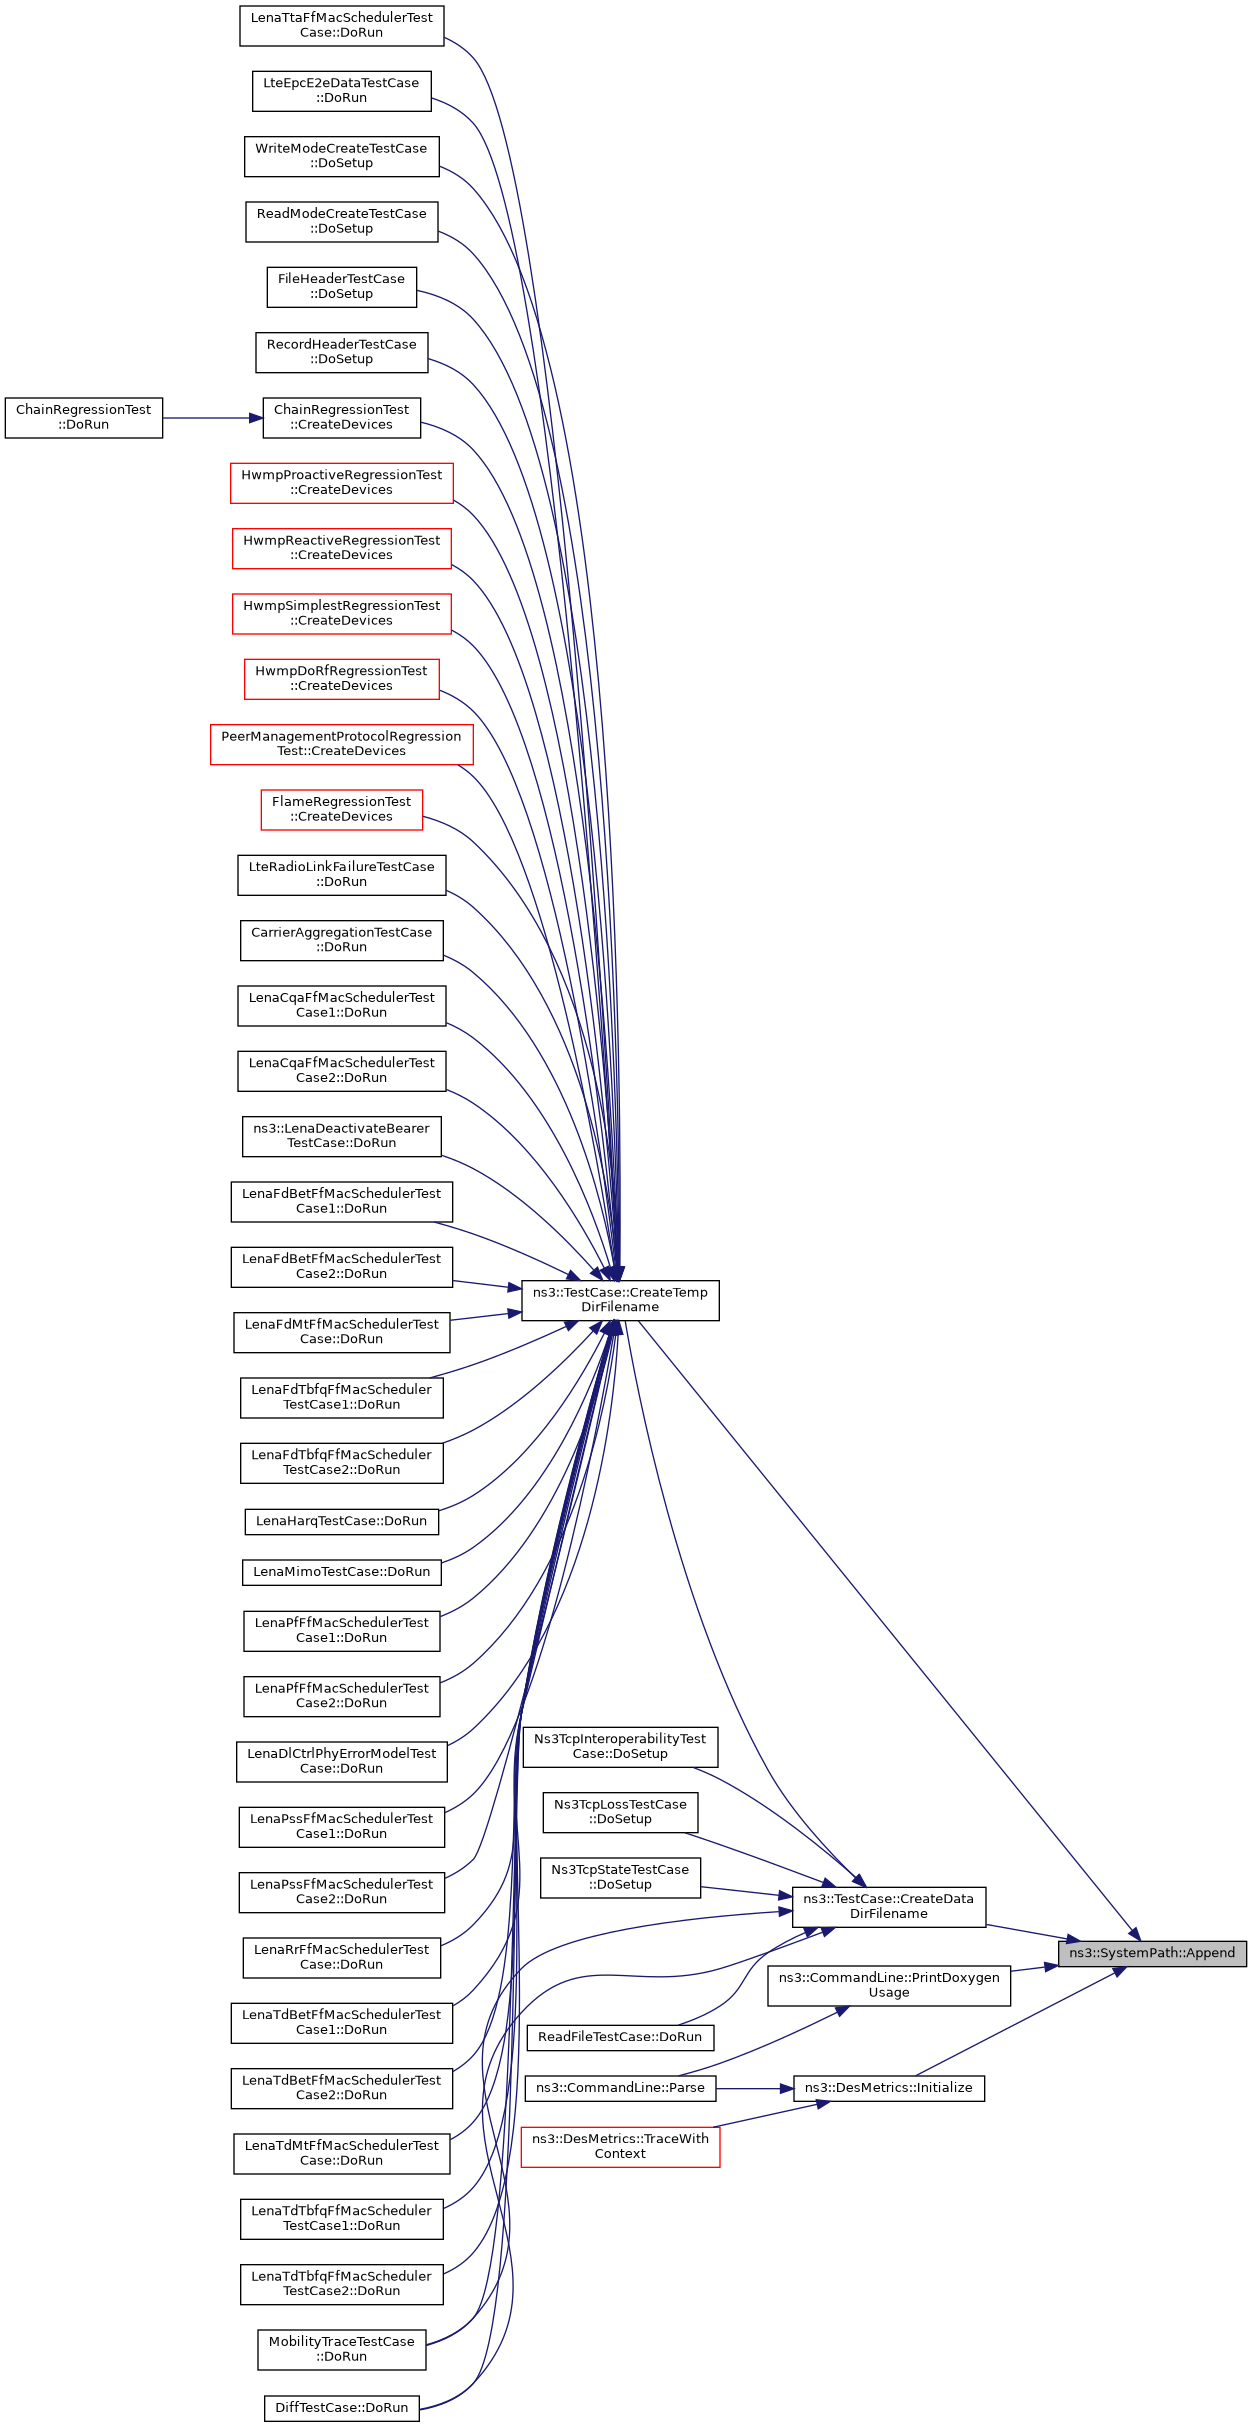 LenaTtaFfMacSchedulerTest
Case::DoRun
LteEpcE2eDataTestCase
::DoRun
WriteModeCreateTestCase
::DoSetup
ReadModeCreateTestCase
::DoSetup
FileHeaderTestCase
::DoSetup
RecordHeaderTestCase
::DoSetup
ChainRegressionTest
::DoRun
ChainRegressionTest
::CreateDevices
HwmpProactiveRegressionTest
::CreateDevices
HwmpReactiveRegressionTest
::CreateDevices
HwmpSimplestRegressionTest
::CreateDevices
HwmpDoRfRegressionTest
::CreateDevices
PeerManagementProtocolRegression
Test::CreateDevices
FlameRegressionTest
::CreateDevices
LteRadioLinkFailureTestCase
::DoRun
CarrierAggregationTestCase
::DoRun
LenaCqaFfMacSchedulerTest
Case1::DoRun
LenaCqaFfMacSchedulerTest
Case2::DoRun
ns3::LenaDeactivateBearer
TestCase::DoRun
LenaFdBetFfMacSchedulerTest
Case1::DoRun
LenaFdBetFfMacSchedulerTest
Case2::DoRun
ns3::TestCase::CreateTemp
DirFilename
LenaFdMtFfMacSchedulerTest
Case::DoRun
LenaFdTbfqFfMacScheduler
TestCase1::DoRun
LenaFdTbfqFfMacScheduler
TestCase2::DoRun
LenaHarqTestCase::DoRun
LenaMimoTestCase::DoRun
LenaPfFfMacSchedulerTest
Case1::DoRun
LenaPfFfMacSchedulerTest
Case2::DoRun
LenaDlCtrlPhyErrorModelTest
Case::DoRun
Ns3TcpInteroperabilityTest
Case::DoSetup
LenaPssFfMacSchedulerTest
Case1::DoRun
Ns3TcpLossTestCase
::DoSetup
LenaPssFfMacSchedulerTest
Case2::DoRun
Ns3TcpStateTestCase
::DoSetup
ns3::TestCase::CreateData
DirFilename
LenaRrFfMacSchedulerTest
Case::DoRun
ns3::SystemPath::Append
ns3::CommandLine::PrintDoxygen
Usage
LenaTdBetFfMacSchedulerTest
Case1::DoRun
ReadFileTestCase::DoRun
LenaTdBetFfMacSchedulerTest
Case2::DoRun
ns3::CommandLine::Parse
ns3::DesMetrics::Initialize
LenaTdMtFfMacSchedulerTest
Case::DoRun
ns3::DesMetrics::TraceWith
Context
LenaTdTbfqFfMacScheduler
TestCase1::DoRun
LenaTdTbfqFfMacScheduler
TestCase2::DoRun
MobilityTraceTestCase
::DoRun
DiffTestCase::DoRun